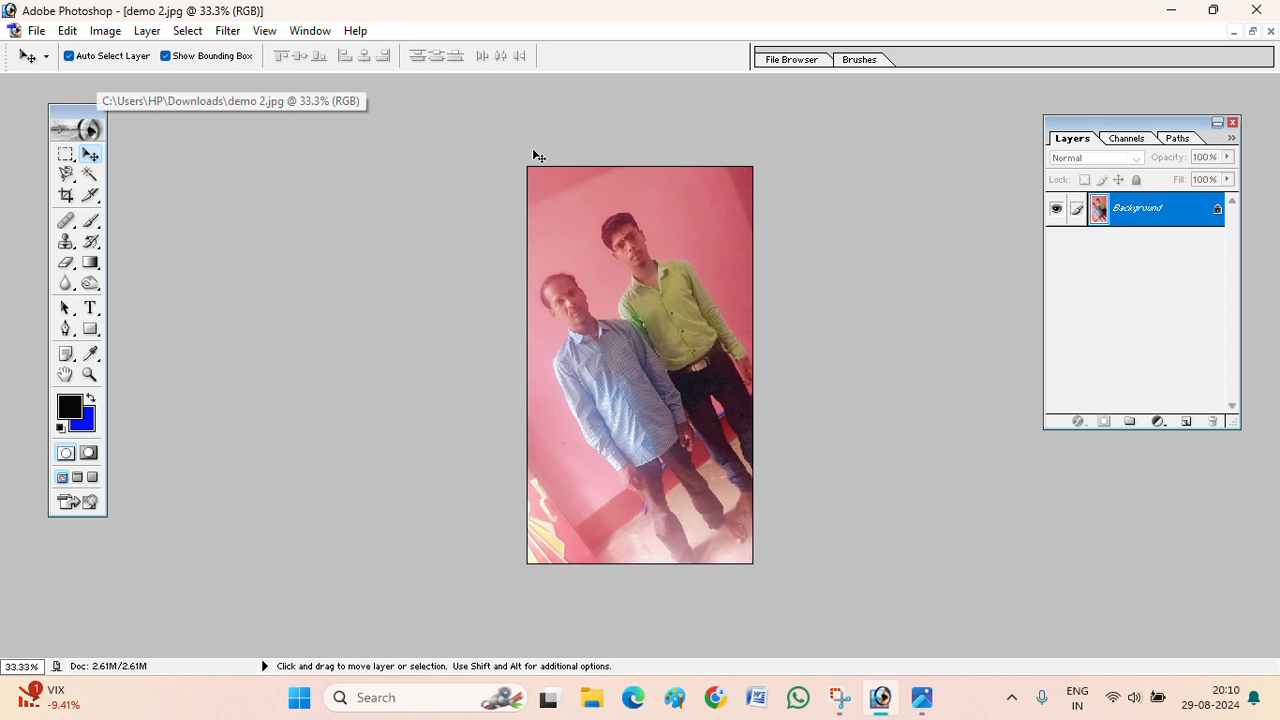 Adobe Photoshop - [demo 2.jpg @ 33.3% (RGB)]
File Edit Image Layer Select Filter View Window Help
Auto Select Layer Show Bounding Box File Browser Brushes
C:\Users\HP\Downloads\demo 2.jpg @ 33.3% (RGB)
Layers Channels Paths
Normal Opacity: 100%
Lock: Fill: 100%
Background
T
33.33% Doc: 2.61M/2.61M Click and drag to move layer or selection. Use Shift and Alt for additional options.
1 VIX
-9.41%
Search
ENG
IN
20:10
29-08-2024